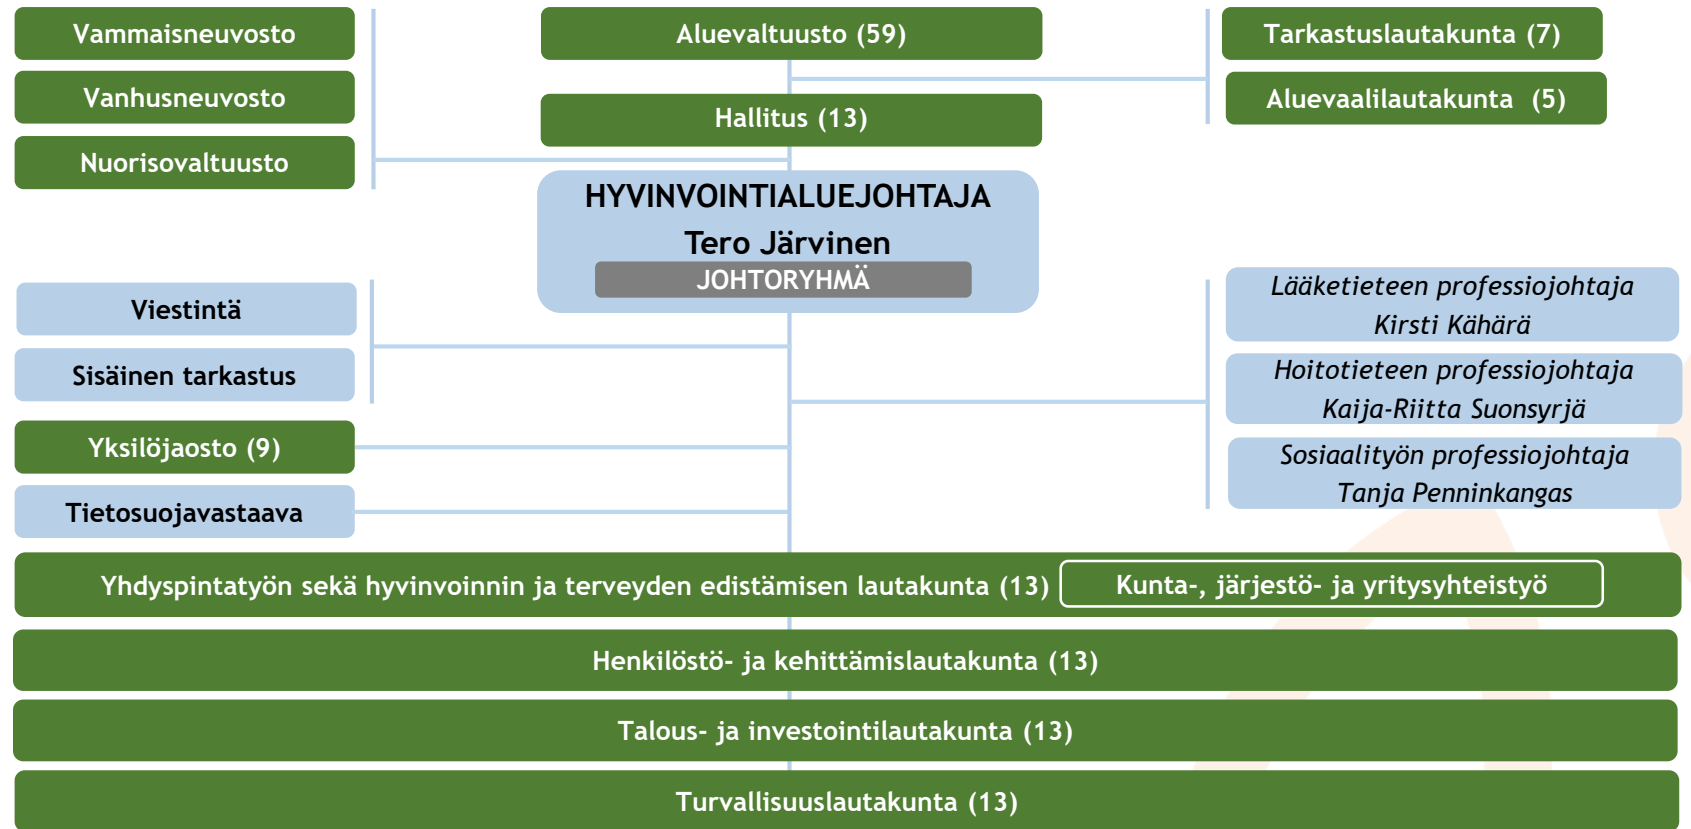 Vammaisneuvosto
Vanhusneuvosto
Nuorisovaltuusto
Aluevaltuusto (59)
Hallitus (13)
Tarkastuslautakunta (7)
Aluevaalilautakunta (5)
HYVINVOINTIALUEJOHTAJA
Tero Järvinen
JOHTORYHMÄ
Viestintä
Sisäinen tarkastus
Yksilöjaosto (9)
Tietosuojavastaava
Lääketieteen professiojohtaja
Kirsti Kähärä
Hoitotieteen professiojohtaja
Kaija-Riitta Suonsyrjä
Sosiaalityön professiojohtaja
Tanja Penninkangas
Yhdyspintatyön sekä hyvinvoinnin ja terveyden edistämisen lautakunta (13)
Kunta-, järjestö- ja yritysyhteistyö
Henkilöstö- ja kehittämislautakunta (13)
Talous- ja investointilautakunta (13)
Turvallisuuslautakunta (13)